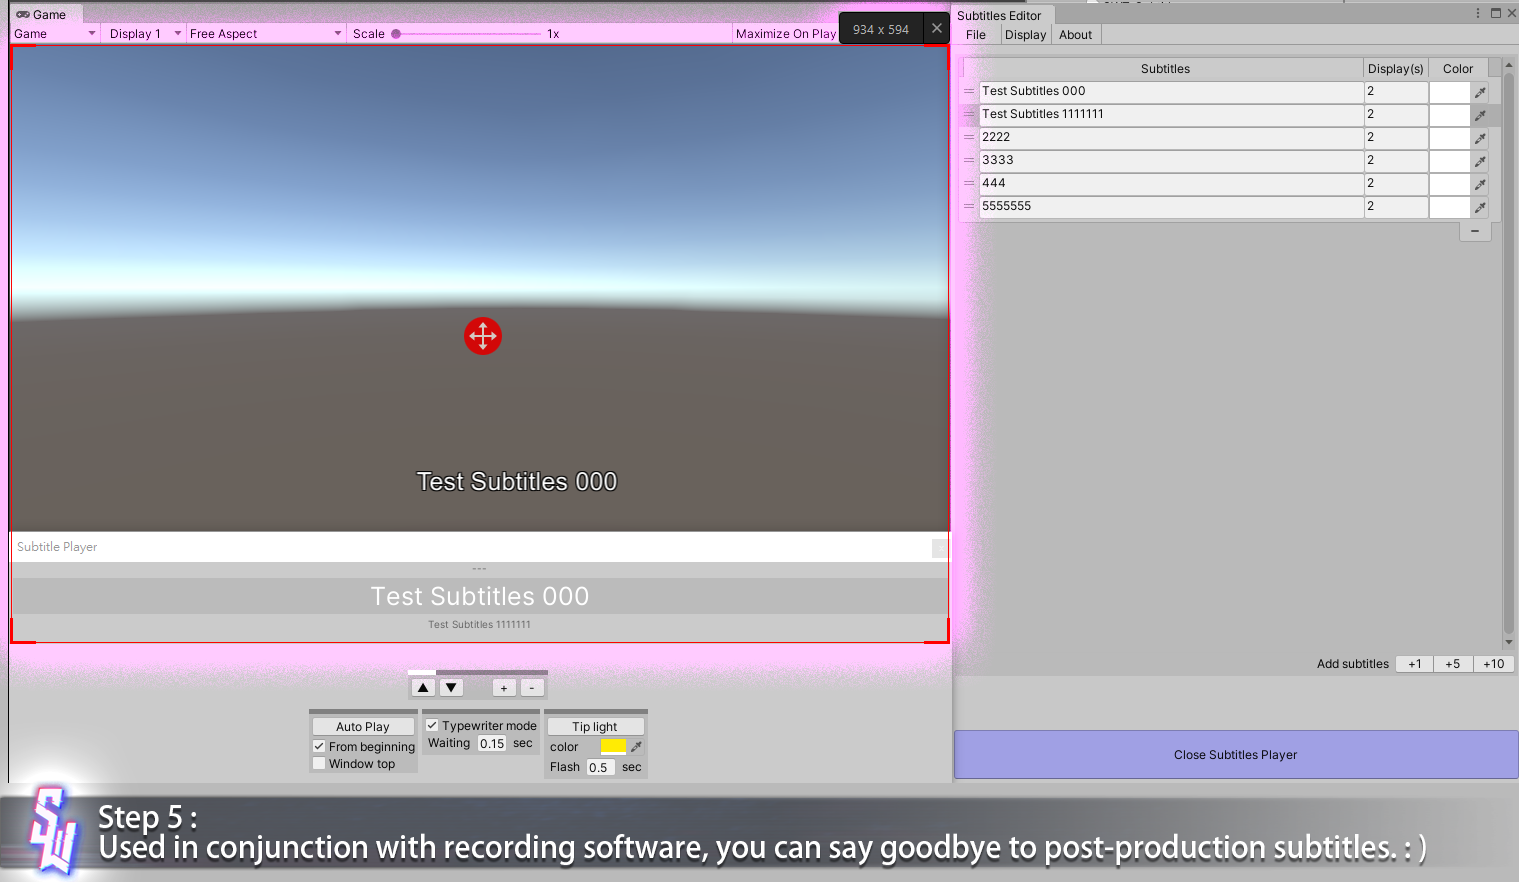 Game
Game Display 1 Free Aspect Scale 1x Maximize On Play
934 x 594
Subtitles Editor
File Display About
Subtitles Display(s) Color
Test Subtitles 000 2
Test Subtitles 1111111 2
2222 2
3333 2
444 2
5555555 2
Test Subtitles 000
Subtitle Player
---
Test Subtitles 000
Test Subtitles 1111111
Add subtitles +1 +5 +10
+ -
Auto Play
From beginning
Window top
Typewriter mode
Waiting 0.15 sec
Tip light
color
Flash 0.5 sec
Close Subtitles Player
SW
Step 5 :
Used in conjunction with recording software, you can say goodbye to post-production subtitles. : )